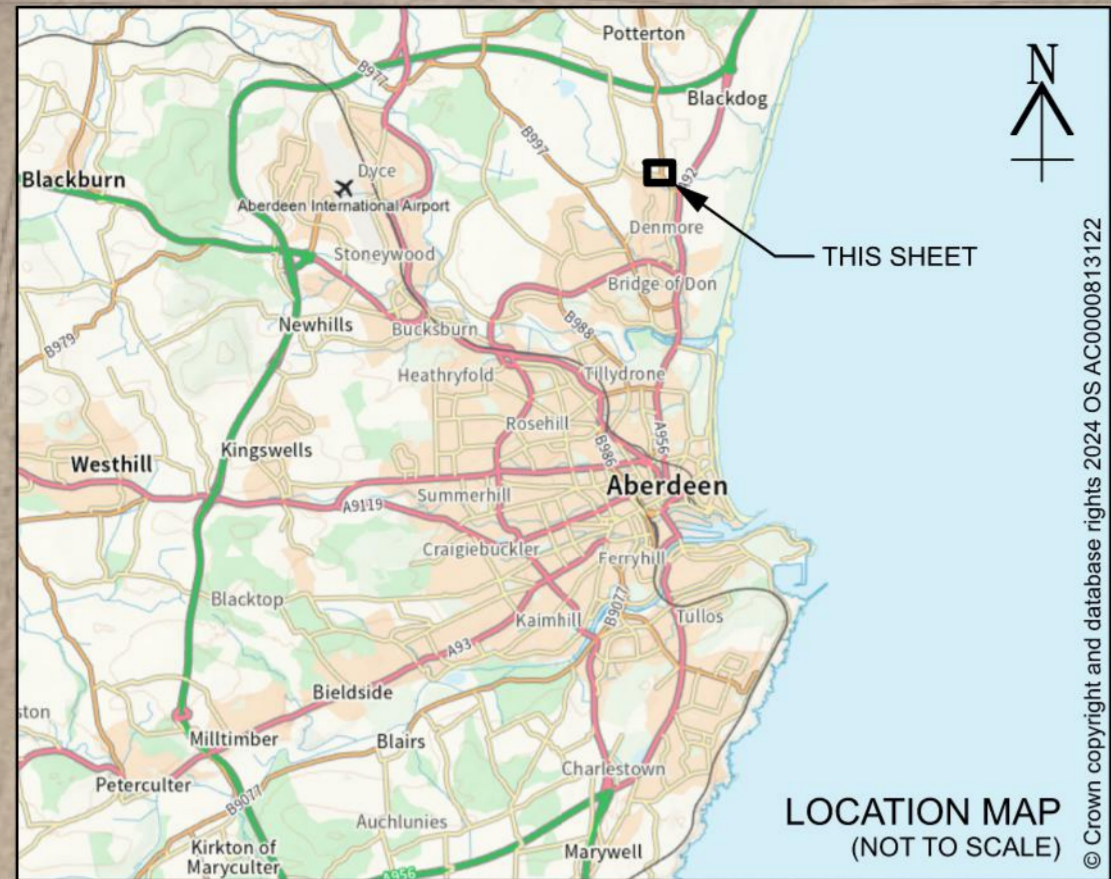 Potterton
N
B977
Blackdog
B997
A92
Dyce
Blackburn
Aberdeen International Airport
Denmore
THIS SHEET
Stoneywood
Bridge of Don
Newhills
Bucksburn
B988
B979
Heathryfold
Tillydrone
Rosehill
A956
B986
Kingswells
Westhill
Aberdeen
Summerhill
A9119
Craigiebuckler
Ferryhill
Blacktop
B9077
Kaimhill
Tullos
A93
Bieldside
ston
Milltimber
Blairs
Peterculter
Charlestown
B9077
Auchlunies
LOCATION MAP
(NOT TO SCALE)
Kirkton of
Maryculter
Marywell
A956
© Crown copyright and database rights 2024 OS AC0000813122